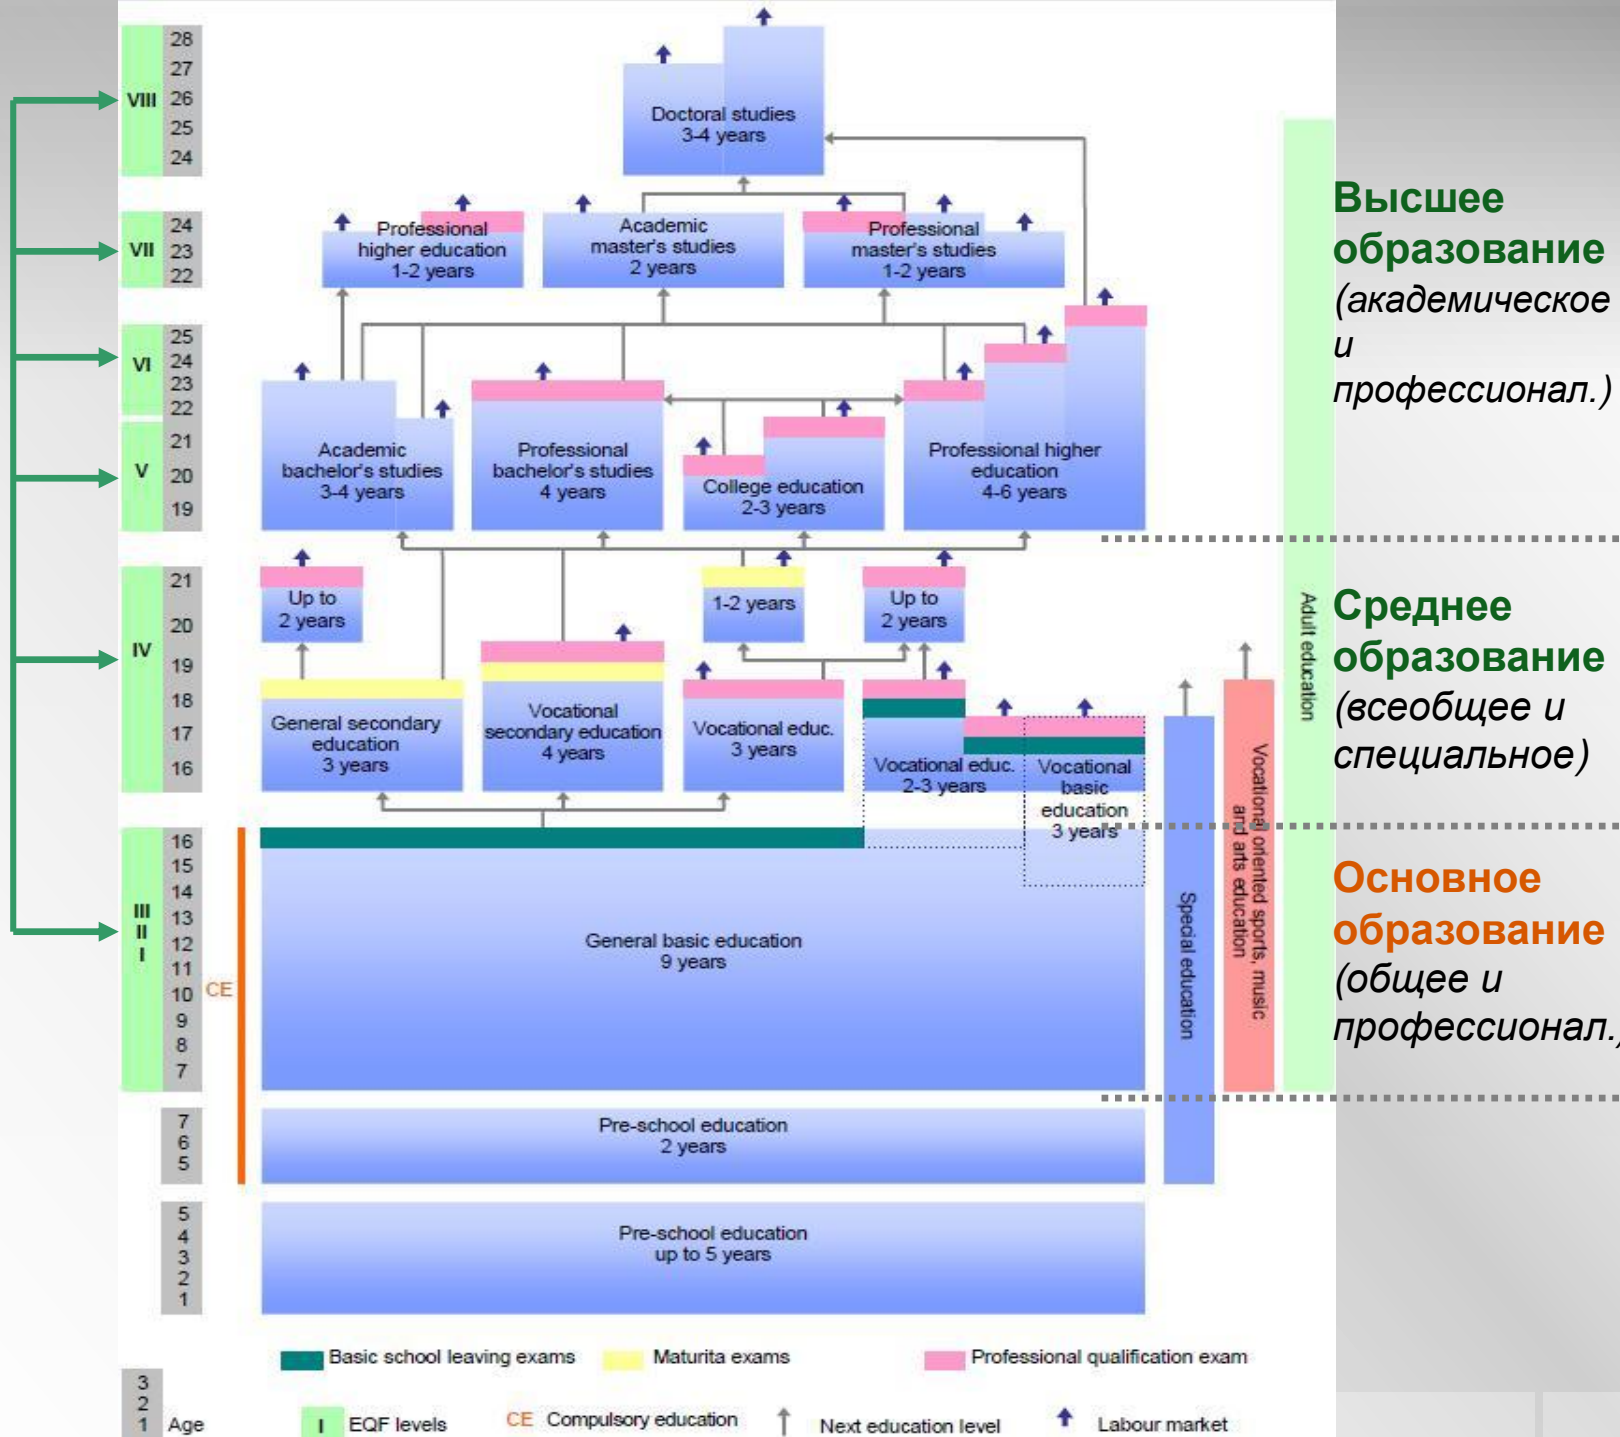 28
27
VIII 26
25
24
Doctoral studies
3-4 years
24
VII 23
22
Professional
higher education
1-2 years
Academic
master's studies
2 years
Professional
master's studies
1-2 years
25
VI 24
23
22
21
V 20
19
Academic
bachelor's studies
3-4 years
Professional
bachelor's studies
4 years
College education
2-3 years
Professional higher
education
4-6 years
Высшее
образование
(академическое
и
профессионал.)
21
20
IV 19
18
17
16
Up to
2 years
1-2 years
Up to
2 years
General secondary
education
3 years
Vocational
secondary education
4 years
Vocational educ.
3 years
Vocational educ.
2-3 years
Vocational
basic
education
3 years
Adult education
Среднее
образование
(всеобщее и
специальное)
16
15
14
III 13
II 12
I 11
10
9
8
7
CE
General basic education
9 years
Special education
Vocational oriented sports, music
and arts education
Основное
образование
(общее и
профессионал.)
7
6
5
Pre-school education
2 years
5
4
3
2
1
Pre-school education
up to 5 years
Basic school leaving exams
Maturita exams
Professional qualification exam
3
2
1 Age
I EQF levels
CE Compulsory education
Next education level
Labour market